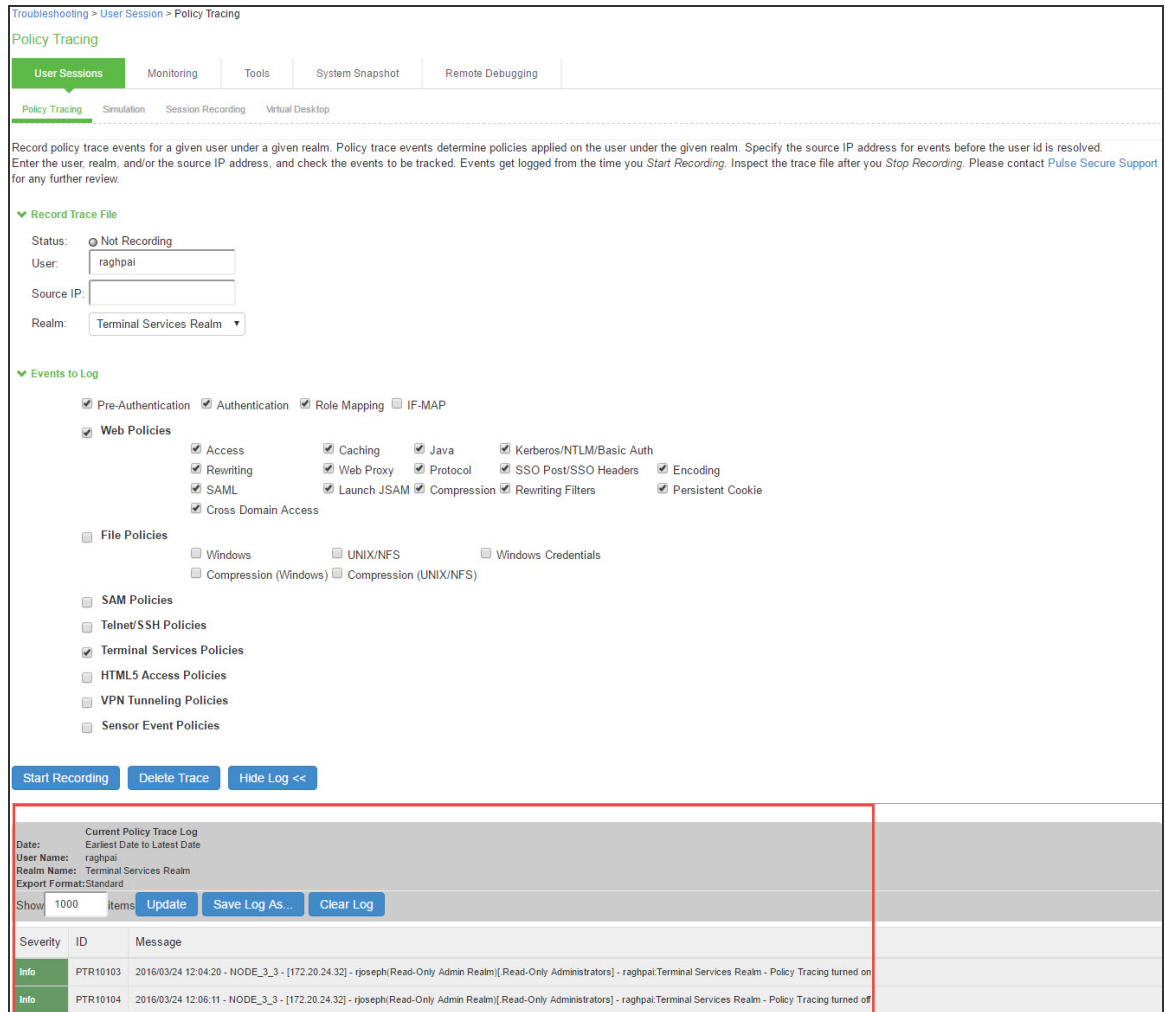 Troubleshooting > User Session > Policy Tracing
Policy Tracing
User Sessions Monitoring Tools System Snapshot Remote Debugging
Policy Tracing Simulation Session Recording Virtual Desktop
Record policy trace events for a given user under a given realm. Policy trace events determine policies applied on the user under the given realm. Specify the source IP address for events before the user id is resolved.
Enter the user, realm, and/or the source IP address, and check the events to be tracked. Events get logged from the time you Start Recording. Inspect the trace file after you Stop Recording. Please contact Pulse Secure Support
for any further review.
Record Trace File
Status: Not Recording
User: raghpai
Source IP:
Realm: Terminal Services Realm
Events to Log
Pre-Authentication Authentication Role Mapping IF-MAP
Web Policies
Access Caching Java Kerberos/NTLM/Basic Auth
Rewriting Web Proxy Protocol SSO Post/SSO Headers Encoding
SAML Launch JSAM Compression Rewriting Filters Persistent Cookie
Cross Domain Access
File Policies
Windows UNIX/NFS Windows Credentials
Compression (Windows) Compression (UNIX/NFS)
SAM Policies
Telnet/SSH Policies
Terminal Services Policies
HTML5 Access Policies
VPN Tunneling Policies
Sensor Event Policies
Start Recording Delete Trace Hide Log <<
Current Policy Trace Log
Date: Earliest Date to Latest Date
User Name: raghpai
Realm Name: Terminal Services Realm
Export Format:Standard
Show 1000 items Update Save Log As... Clear Log
Severity ID Message
Info PTR10103 2016/03/24 12:04:20 - NODE_3_3 - [172.20.24.32] - rjoseph(Read-Only Admin Realm)[.Read-Only Administrators] - raghpai:Terminal Services Realm - Policy Tracing turned on
Info PTR10104 2016/03/24 12:06:11 - NODE_3_3 - [172.20.24.32] - rjoseph(Read-Only Admin Realm)[.Read-Only Administrators] - raghpai:Terminal Services Realm - Policy Tracing turned off